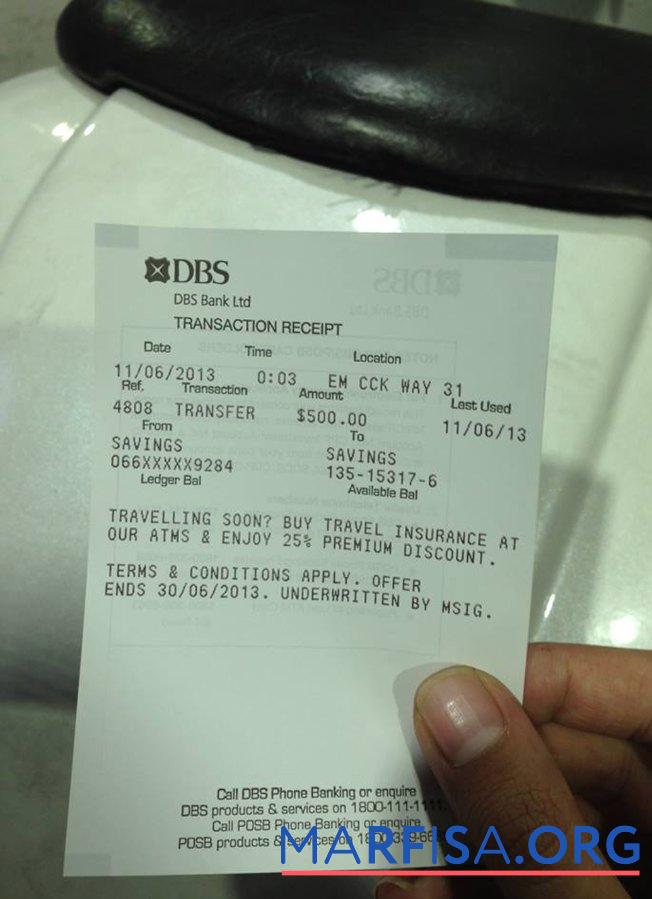 DBS
DBS Bank Ltd
TRANSACTION RECEIPT
Date Time Location
11/06/2013 0:03 EM CCK WAY 31
Ref. Transaction Amount Last Used
4808 TRANSFER $500.00 11/06/13
From To
SAVINGS SAVINGS
066XXXXX9284 135-15317-6
Ledger Bal Available Bal
TRAVELLING SOON? BUY TRAVEL INSURANCE AT
OUR ATMS & ENJOY 25% PREMIUM DISCOUNT.
TERMS & CONDITIONS APPLY. OFFER
ENDS 30/06/2013. UNDERWRITTEN BY MSIG.
Call DBS Phone Banking or enquire
DBS products & services on 1800-111-1111.
Call POSB Phone Banking or enquire
POSB products & services on
MARFISA.ORG